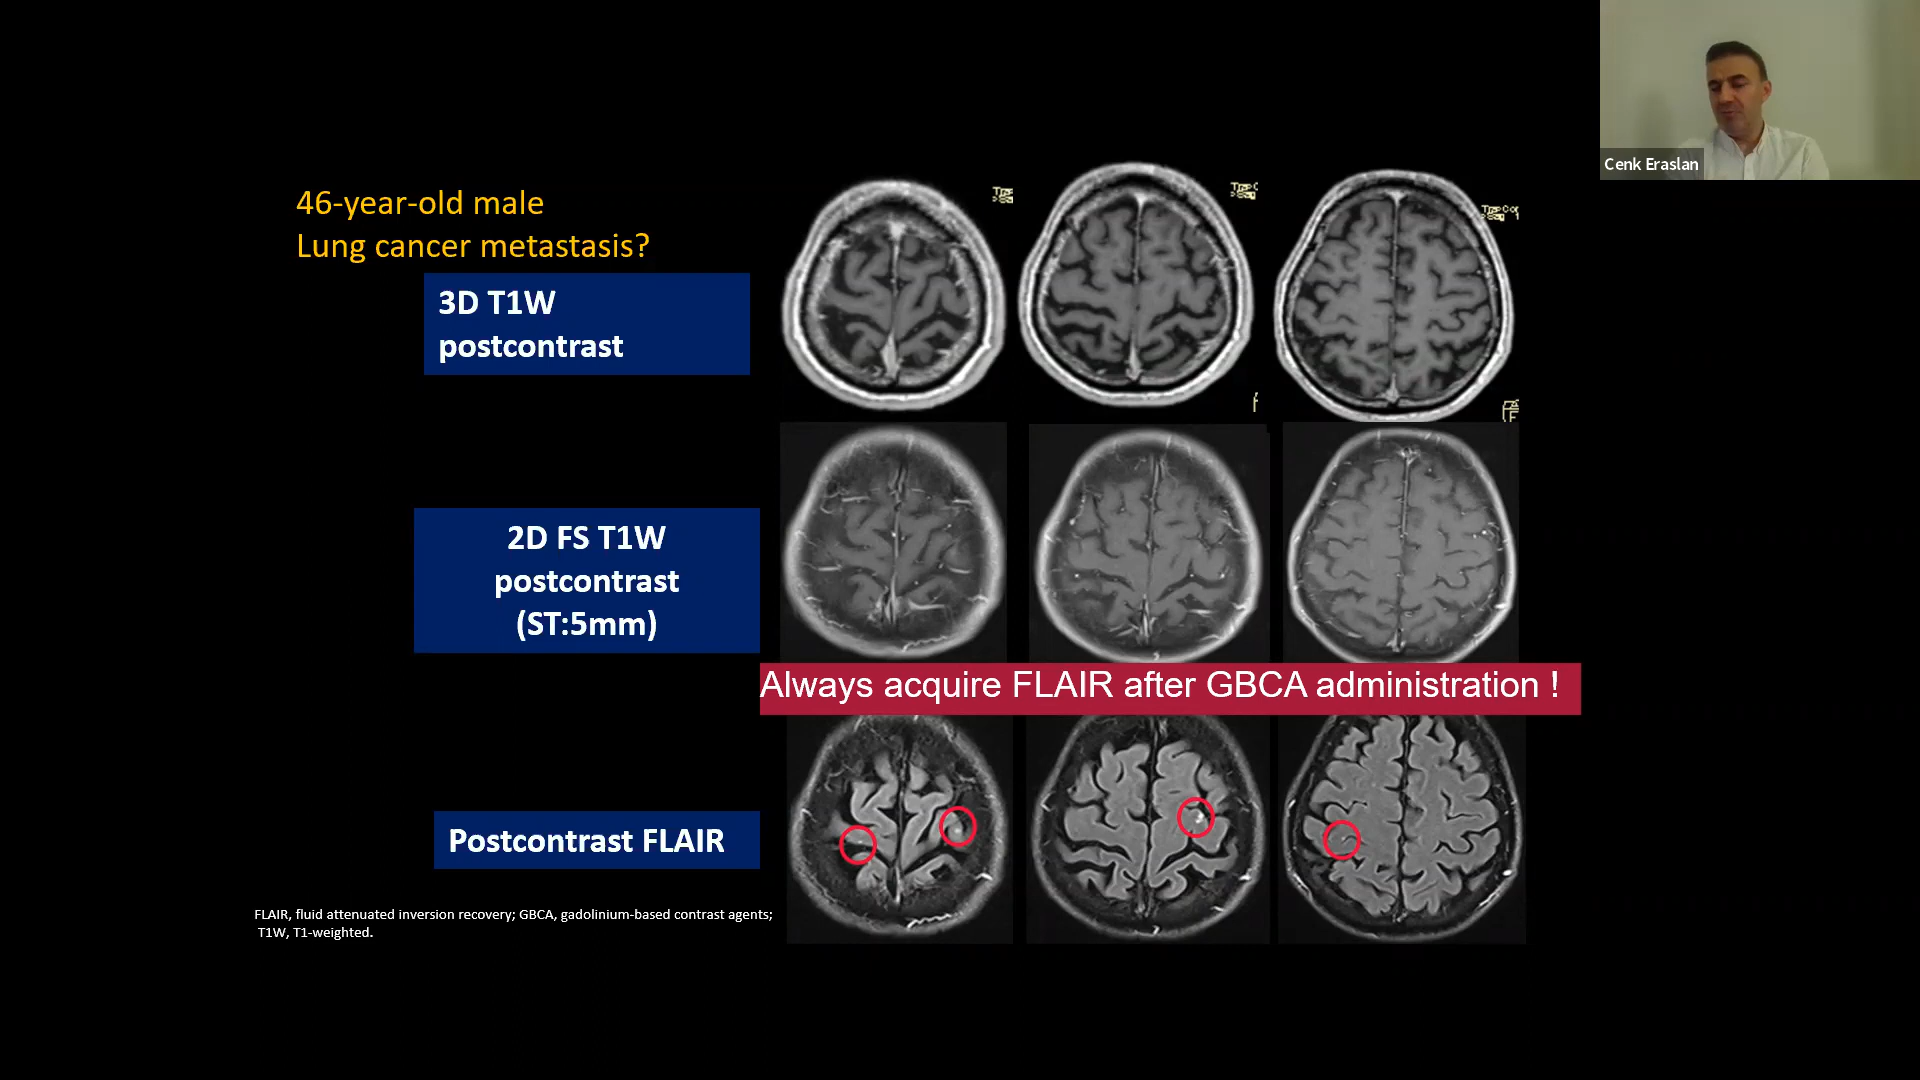 Cenk Eraslan
46-year-old male
Lung cancer metastasis?
3D T1W
postcontrast
2D FS T1W
postcontrast
(ST:5mm)
Always acquire FLAIR after GBCA administration !
Postcontrast FLAIR
FLAIR, fluid attenuated inversion recovery; GBCA, gadolinium-based contrast agents;
T1W, T1-weighted.